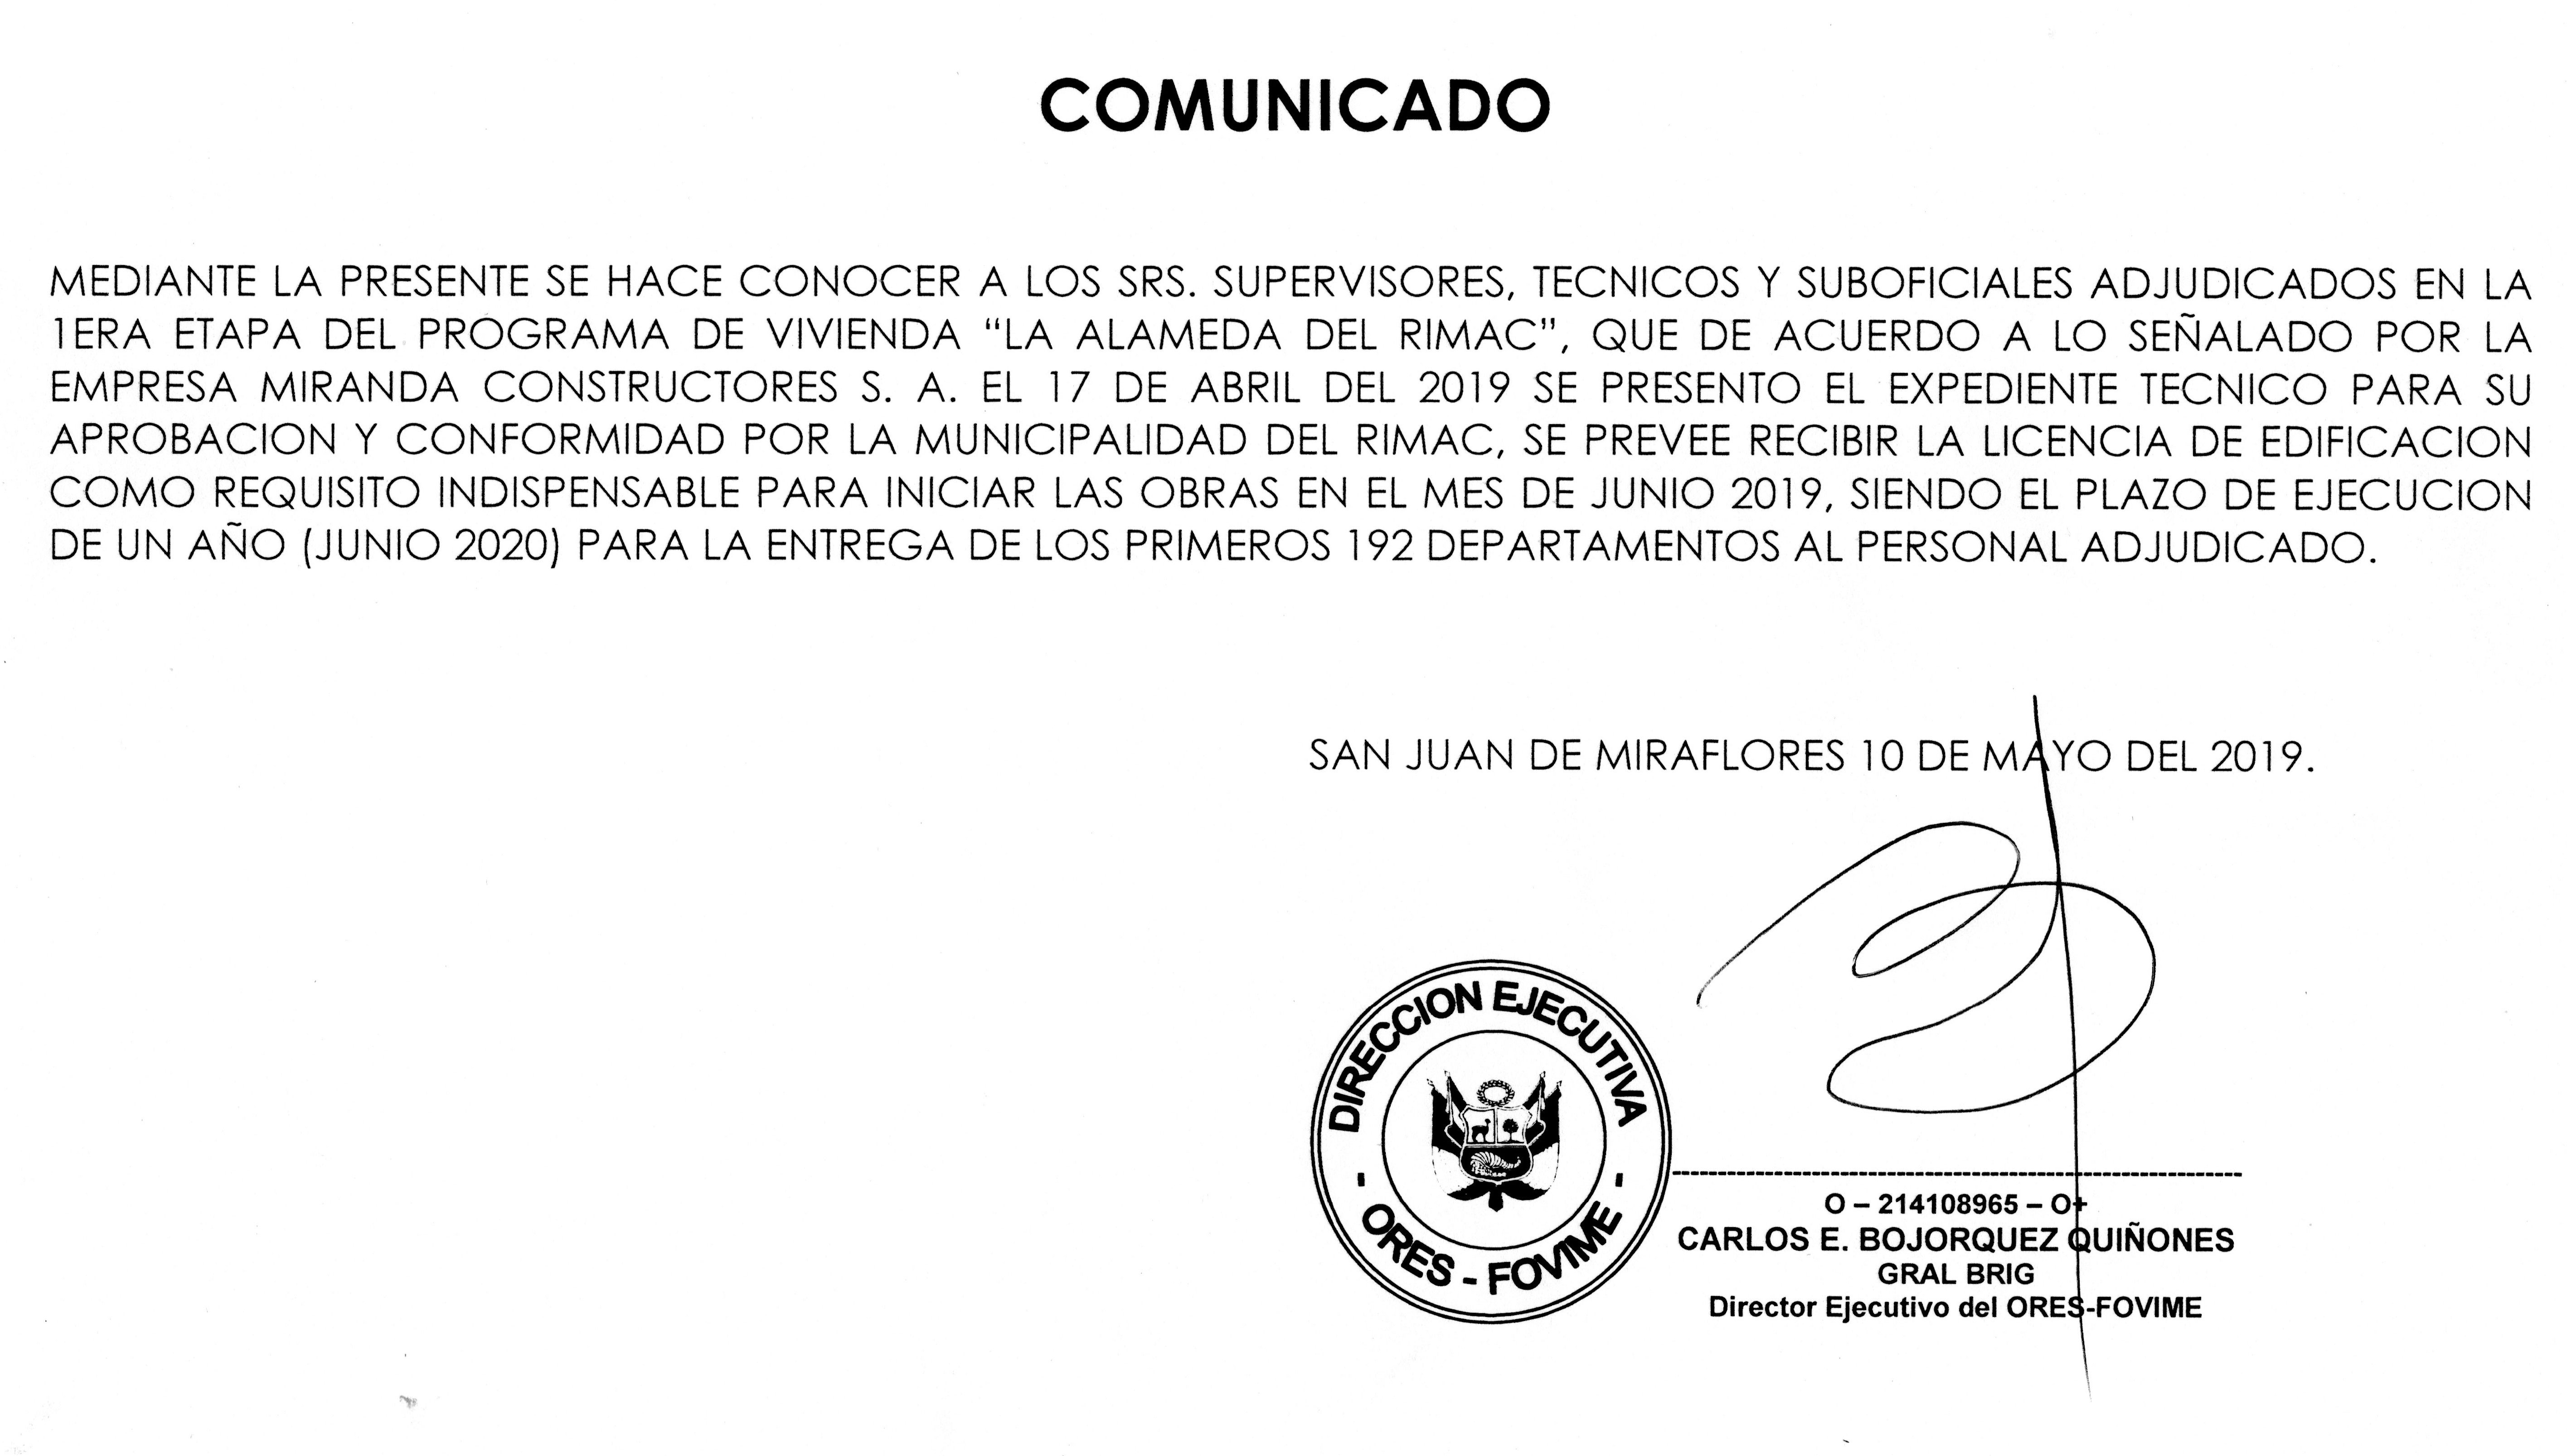 COMUNICADO
MEDIANTE LA PRESENTE SE HACE CONOCER A LOS SRS. SUPERVISORES, TECNICOS Y SUBOFICIALES ADJUDICADOS EN LA
1ERA ETAPA DEL PROGRAMA DE VIVIENDA “LA ALAMEDA DEL RIMAC”, QUE DE ACUERDO A LO SEÑALADO POR LA
EMPRESA MIRANDA CONSTRUCTORES S. A. EL 17 DE ABRIL DEL 2019 SE PRESENTO EL EXPEDIENTE TECNICO PARA SU
APROBACION Y CONFORMIDAD POR LA MUNICIPALIDAD DEL RIMAC, SE PREVEE RECIBIR LA LICENCIA DE EDIFICACION
COMO REQUISITO INDISPENSABLE PARA INICIAR LAS OBRAS EN EL MES DE JUNIO 2019, SIENDO EL PLAZO DE EJECUCION
DE UN AÑO (JUNIO 2020) PARA LA ENTREGA DE LOS PRIMEROS 192 DEPARTAMENTOS AL PERSONAL ADJUDICADO.
SAN JUAN DE MIRAFLORES 10 DE MAYO DEL 2019.
DIRECCION EJECUTIVA
- ORES - FOVIME -
O – 214108965 – O+
CARLOS E. BOJORQUEZ QUIÑONES
GRAL BRIG
Director Ejecutivo del ORES-FOVIME